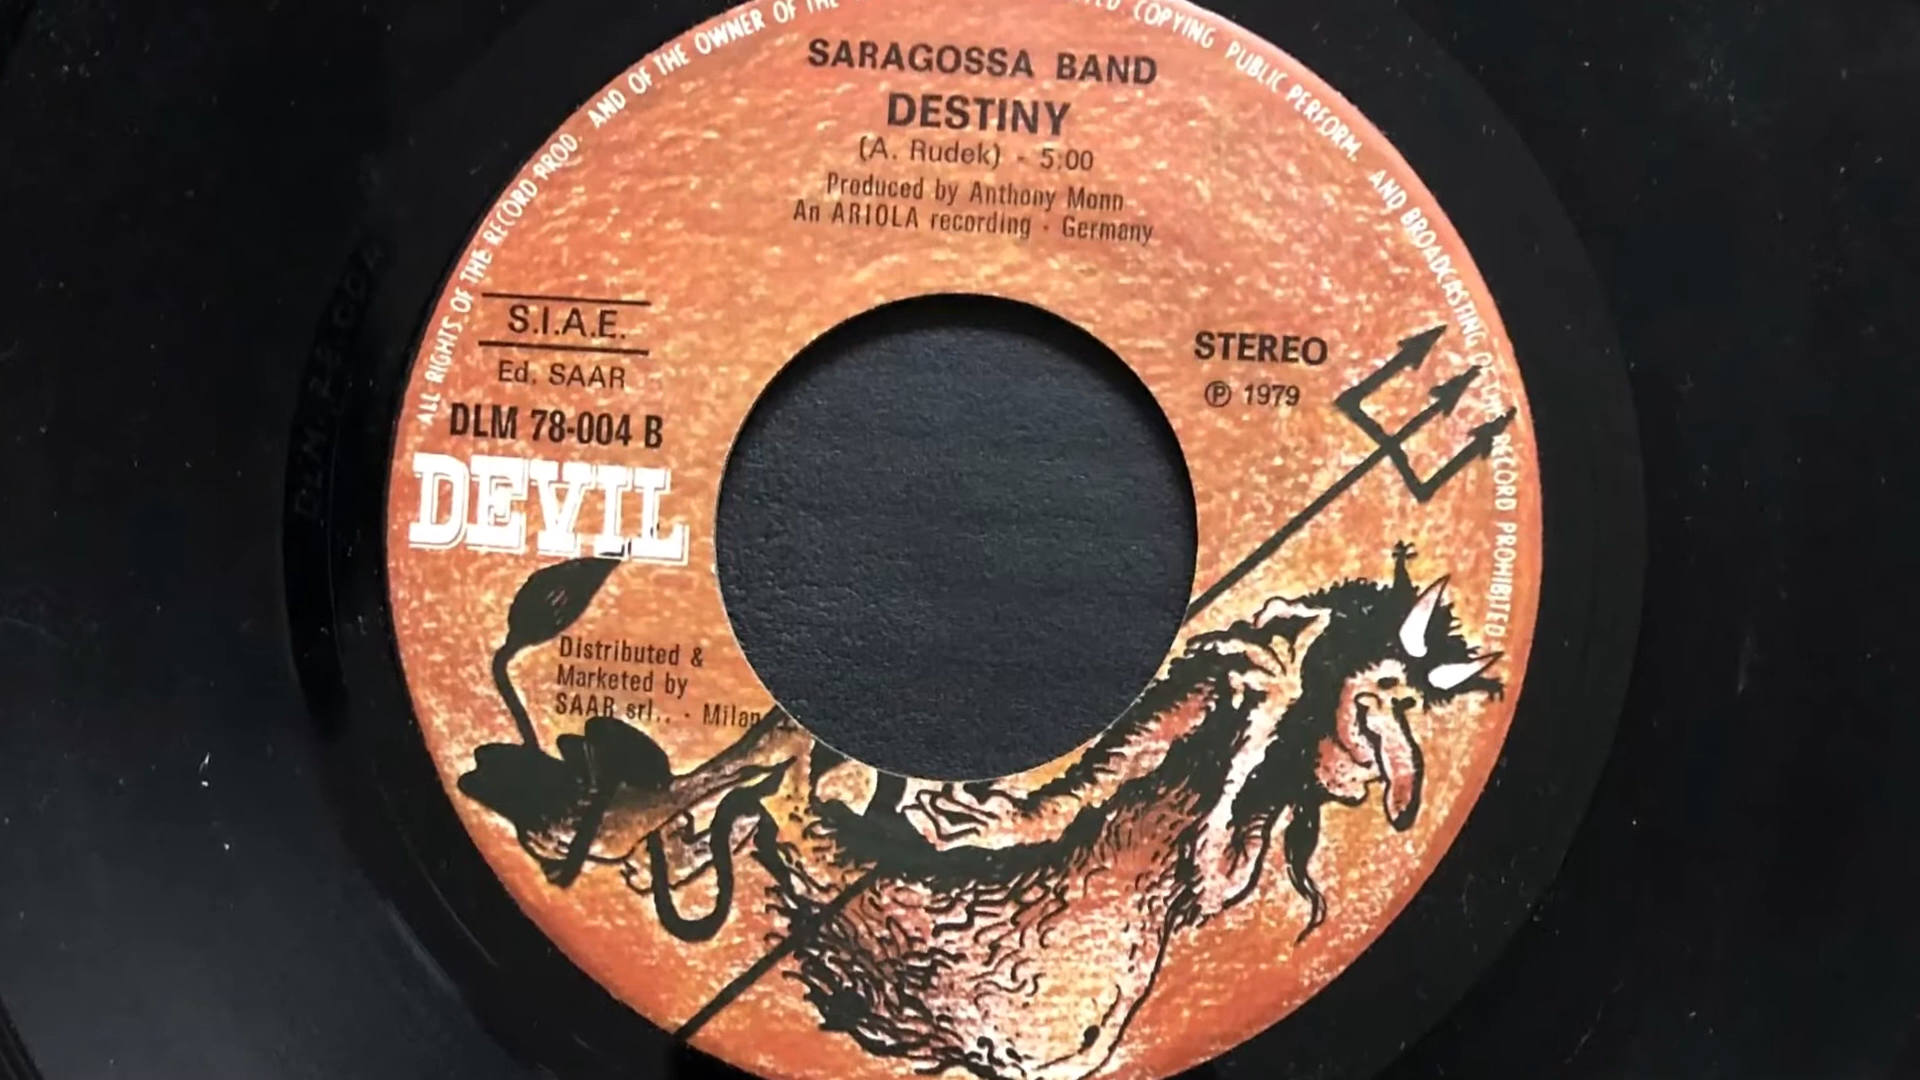 ALL RIGHTS OF THE RECORD PROD. AND OF THE OWNER OF THE
COPYING PUBLIC PERFORM. AND BROADCASTING OF THIS RECORD PROHIBITED
SARAGOSSA BAND
DESTINY
(A. Rudek) - 5:00
Produced by Anthony Monn
An ARIOLA recording - Germany
S.I.A.E.
Ed. SAAR
DLM 78-004 B
DEVIL
STEREO
℗ 1979
Distributed &
Marketed by
SAAR srl.. - Milan